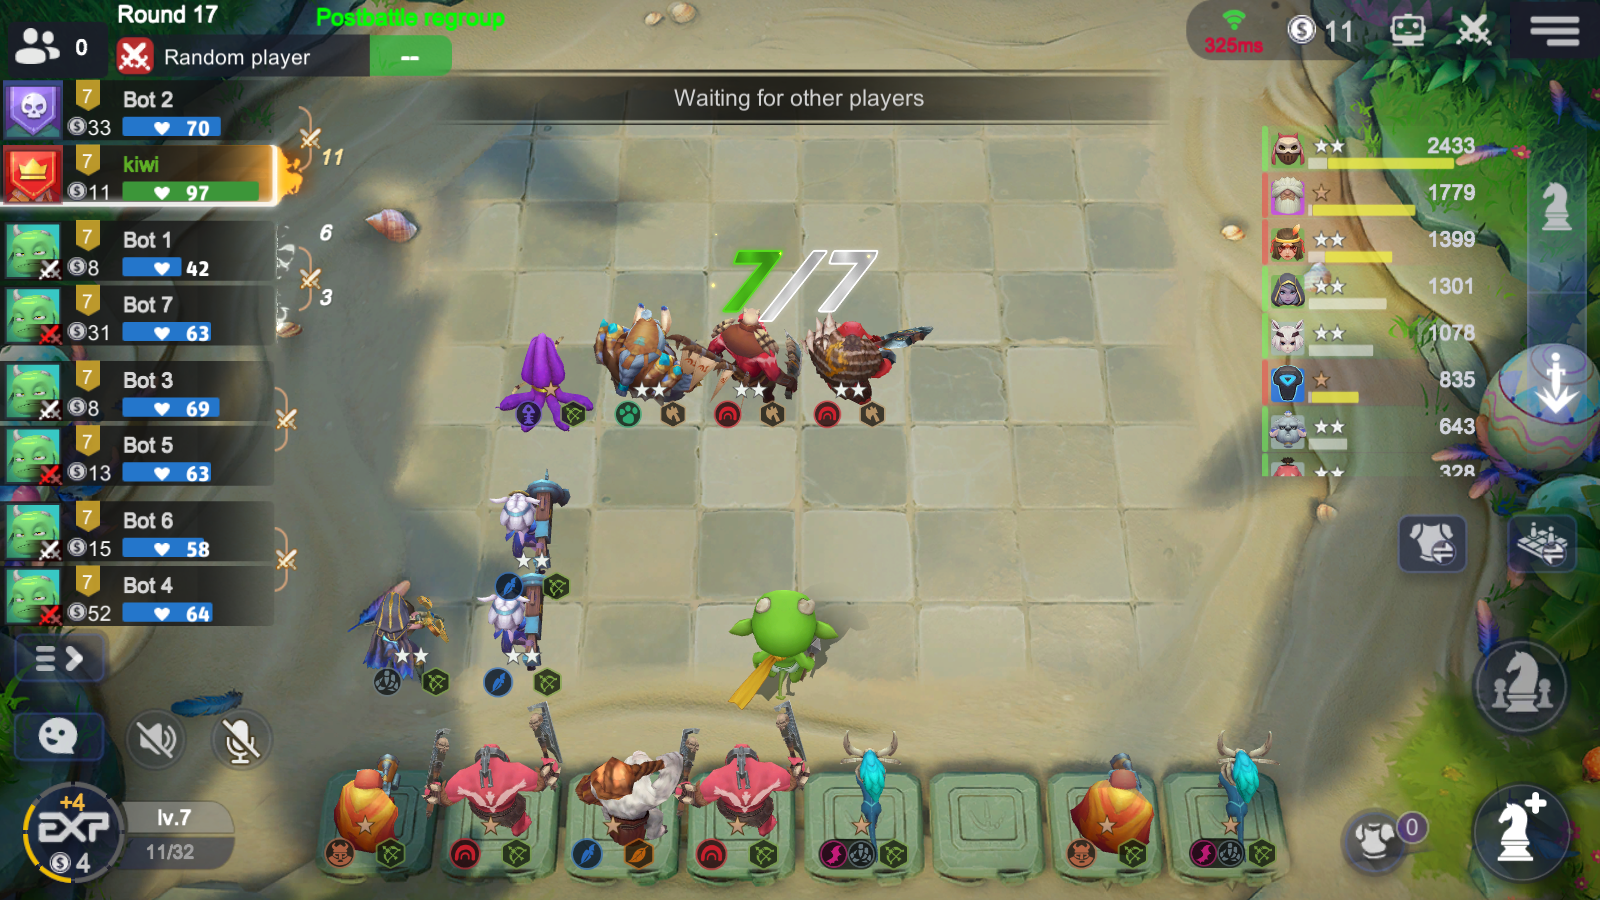 Round 17
Postbattle regroup
0
Random player
--
325ms
11
Waiting for other players
7
Bot 2
33
70
7
kiwi
11
97
11
7
Bot 1
8
42
6
7
Bot 7
31
63
3
7
Bot 3
8
69
7
Bot 5
13
63
7
Bot 6
15
58
7
Bot 4
52
64
7/7
2433
1779
1399
1301
1078
835
643
328
+4
EXP
4
lv.7
11/32
0